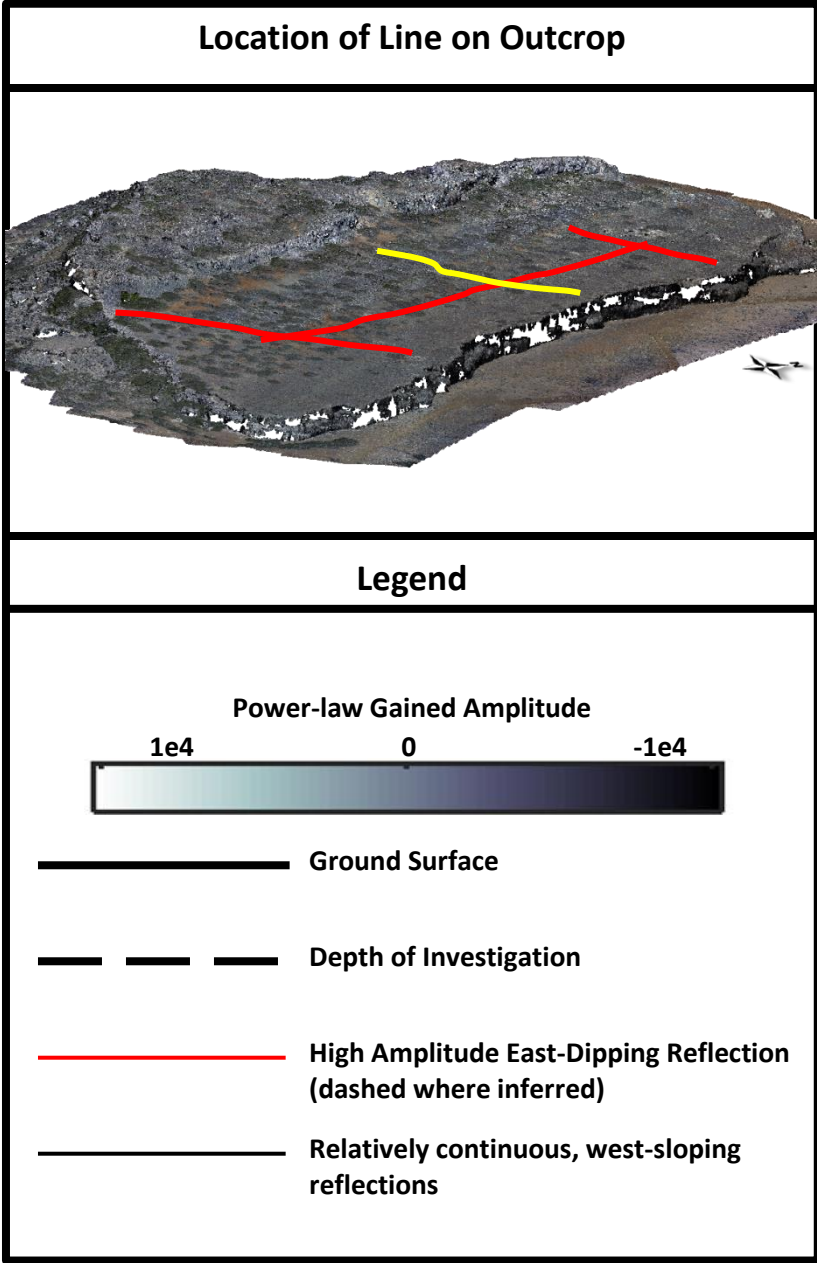 Location of Line on Outcrop
Legend
Power-law Gained Amplitude
1e4 0 -1e4
Ground Surface
Depth of Investigation
High Amplitude East-Dipping Reflection
(dashed where inferred)
Relatively continuous, west-sloping
reflections